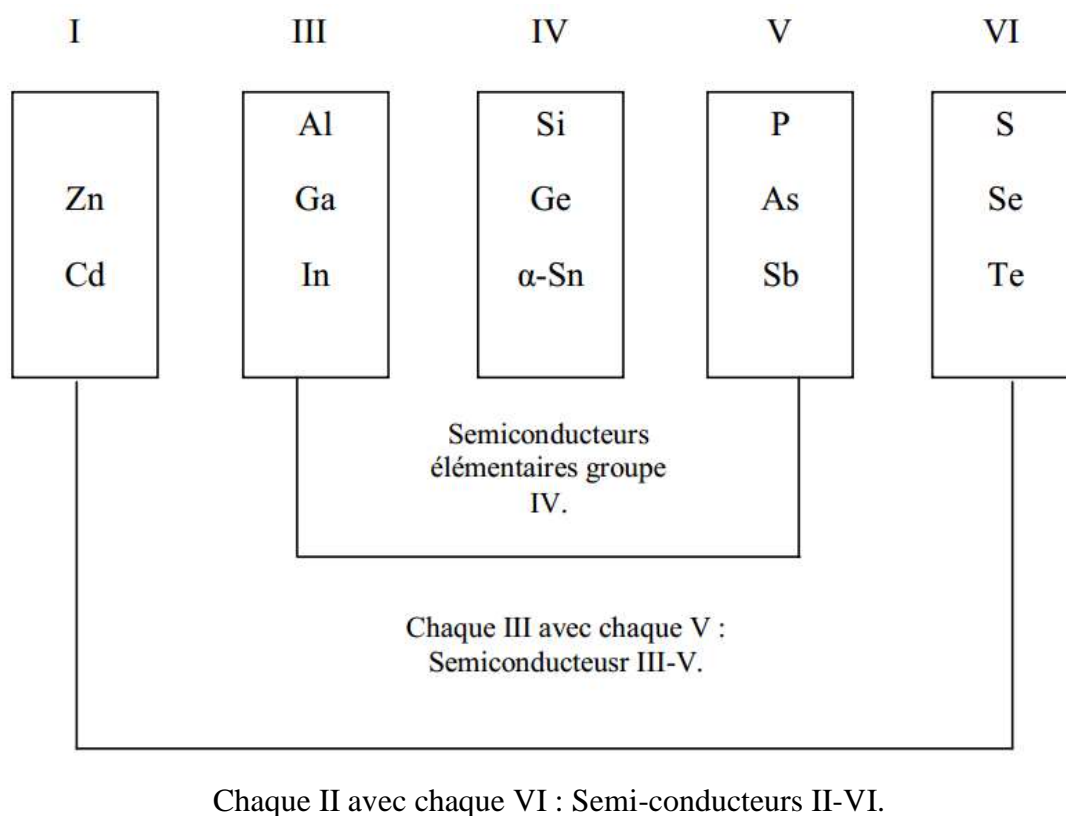 I III IV V VI
Al Si P S
Zn Ga Ge As Se
Cd In α-Sn Sb Te
Semiconducteurs
élémentaires groupe
IV.
Chaque III avec chaque V :
Semiconducteusr III-V.
Chaque II avec chaque VI : Semi-conducteurs II-VI.